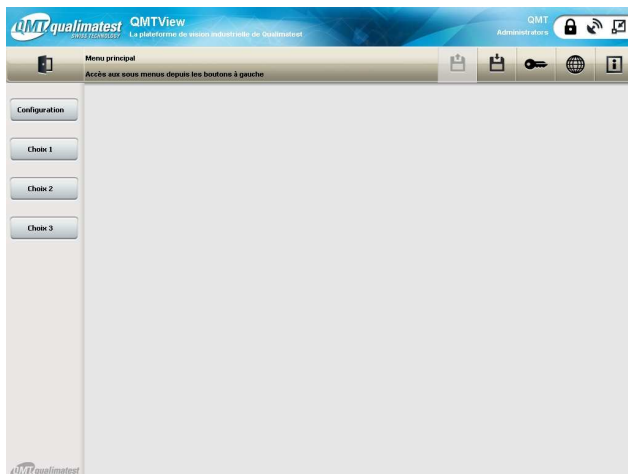 QMT qualimatest
SWISS TECHNOLOGY
QMTView
La plateforme de vision industrielle de Qualimatest
QMT
Administrators
Menu principal
Accès aux sous menus depuis les boutons à gauche
Configuration
Choix 1
Choix 2
Choix 3
QMT qualimatest